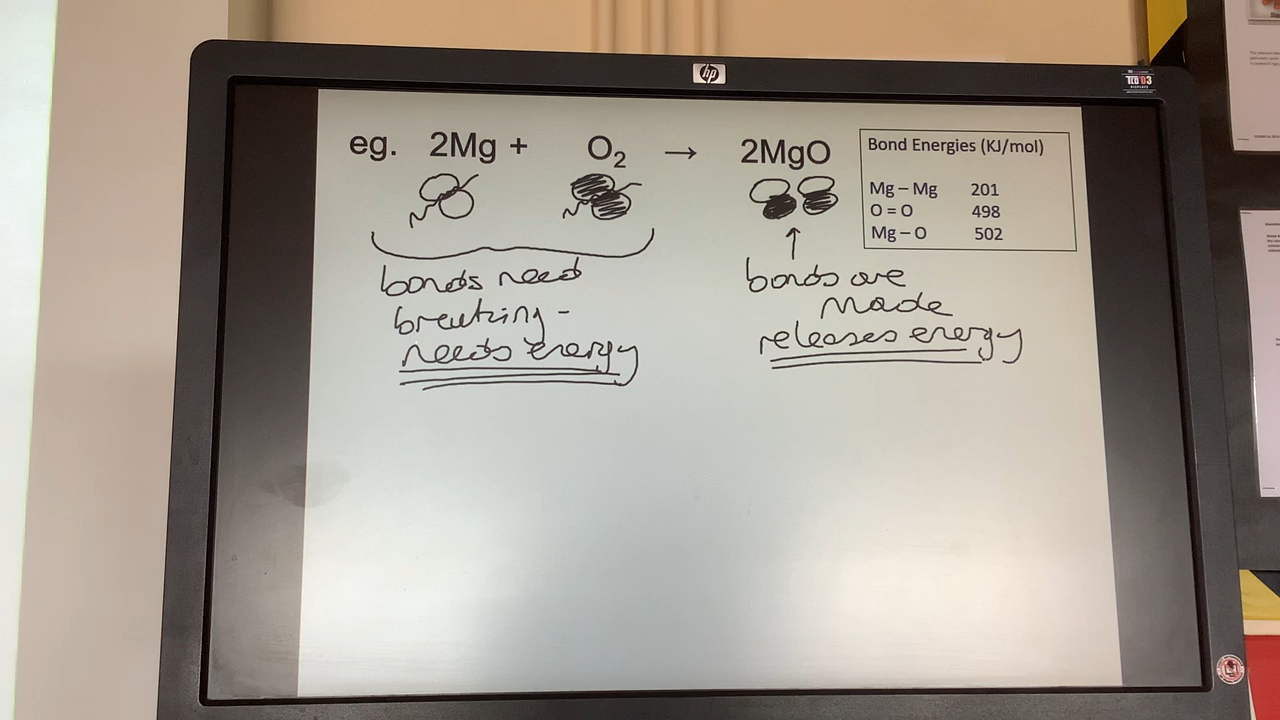 hp
eg. 2Mg + O₂ → 2MgO
Bond Energies (KJ/mol)
Mg – Mg 201
O = O 498
Mg – O 502
bonds need
breaking -
needs energy
bonds are
made
releases energy